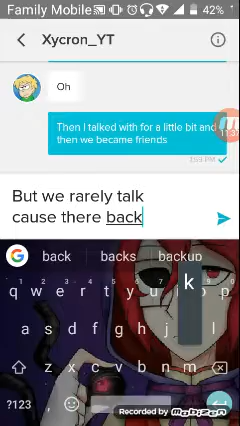 Family Mobile 42%
Xycron_YT
Oh
Then I talked with for a little bit and
then we became friends
But we rarely talk
cause there back
back backs backup
k
q w e r t y u o p
a s d f g h j l
z x c v b n m
?123 ,
Recorded by Mobizen